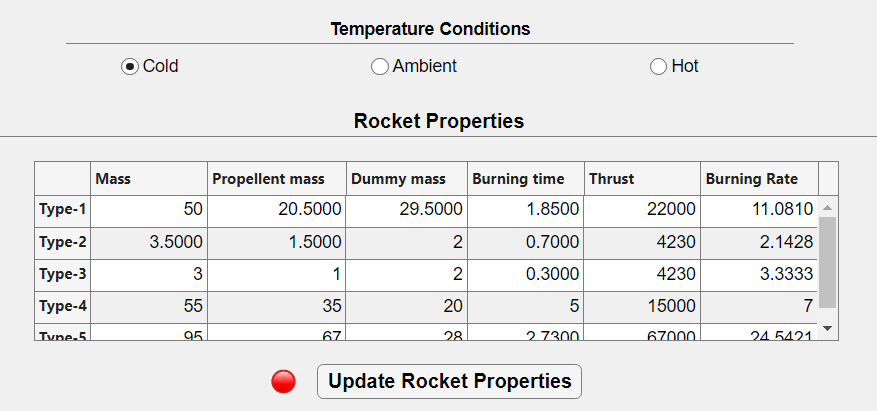 Temperature Conditions
Cold Ambient Hot
Rocket Properties
Mass Propellent mass Dummy mass Burning time Thrust Burning Rate
Type-1 50 20.5000 29.5000 1.8500 22000 11.0810
Type-2 3.5000 1.5000 2 0.7000 4230 2.1428
Type-3 3 1 2 0.3000 4230 3.3333
Type-4 55 35 20 5 15000 7
Type-5 95 67 28 2.7300 67000 24.5421
Update Rocket Properties